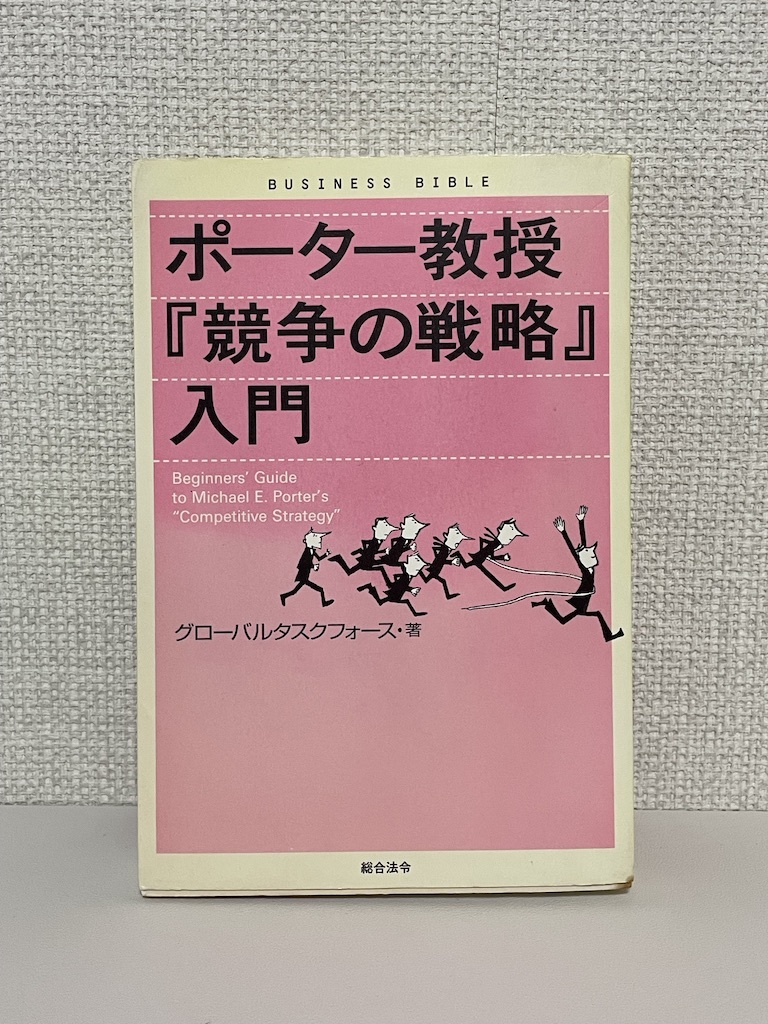 BUSINESS BIBLE
ポーター教授
『競争の戦略』
入門
Beginners' Guide
to Michael E. Porter's
"Competitive Strategy"
グローバルタスクフォース・著
総合法令